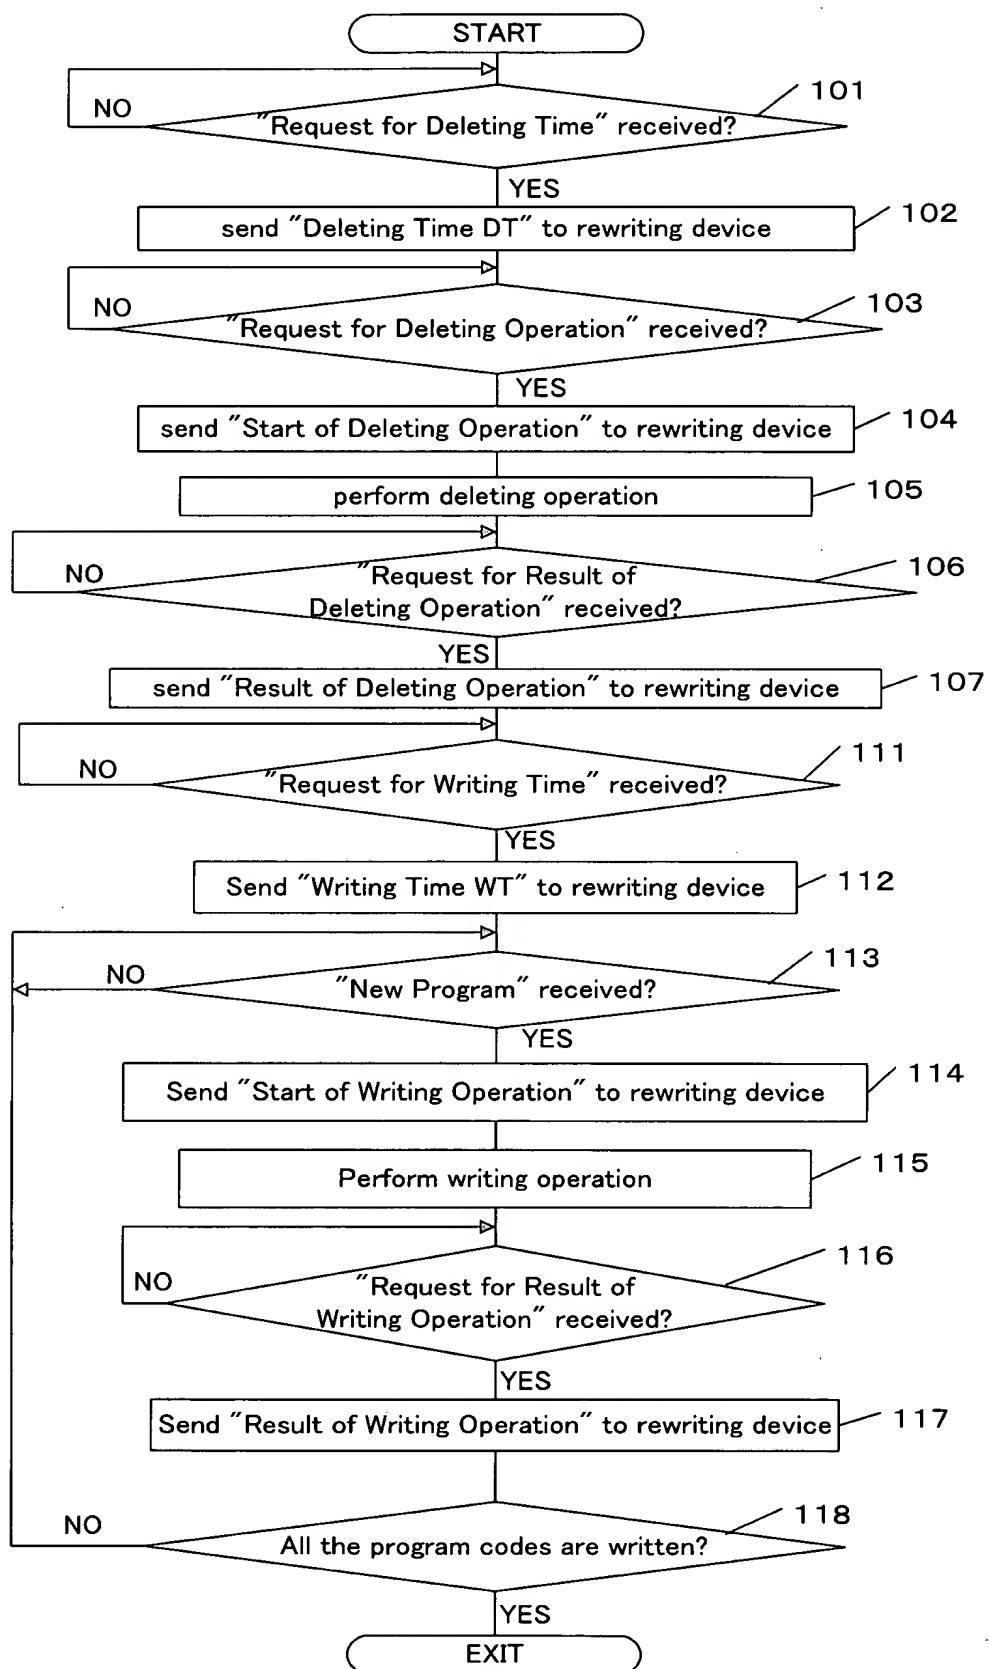 START
NO
101
"Request for Deleting Time" received?
YES
102
send "Deleting Time DT" to rewriting device
NO
103
"Request for Deleting Operation" received?
YES
104
send "Start of Deleting Operation" to rewriting device
105
perform deleting operation
NO
106
"Request for Result of
Deleting Operation" received?
YES
107
send "Result of Deleting Operation" to rewriting device
NO
111
"Request for Writing Time" received?
YES
112
Send "Writing Time WT" to rewriting device
NO
113
"New Program" received?
YES
114
Send "Start of Writing Operation" to rewriting device
115
Perform writing operation
NO
116
"Request for Result of
Writing Operation" received?
YES
117
Send "Result of Writing Operation" to rewriting device
NO
118
All the program codes are written?
YES
EXIT